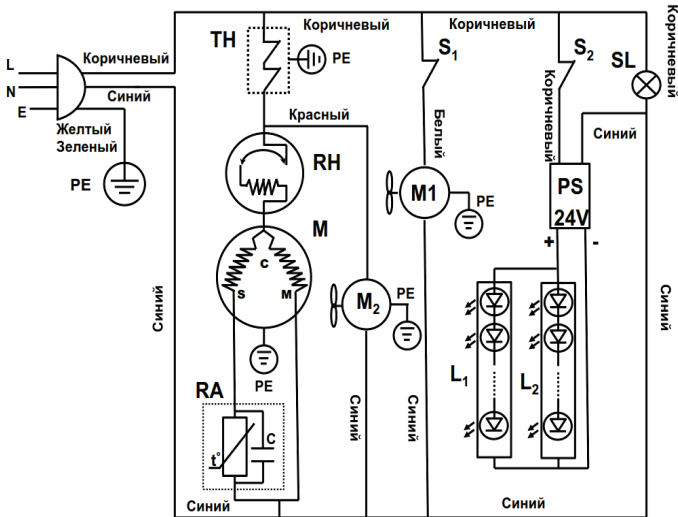 Коричневый
Коричневый
Коричневый
TH
PE
S1
S2
SL
L
Коричневый
N
Синий
E
Желтый
Зеленый
PE
Красный
Белый
Коричневый
Синий
RH
M1
PE
PS
24V
+ -
M
C
S M
M2
PE
PE
Синий
RA
t°
C
L1
L2
Синий
Синий
Синий
Синий
Синий